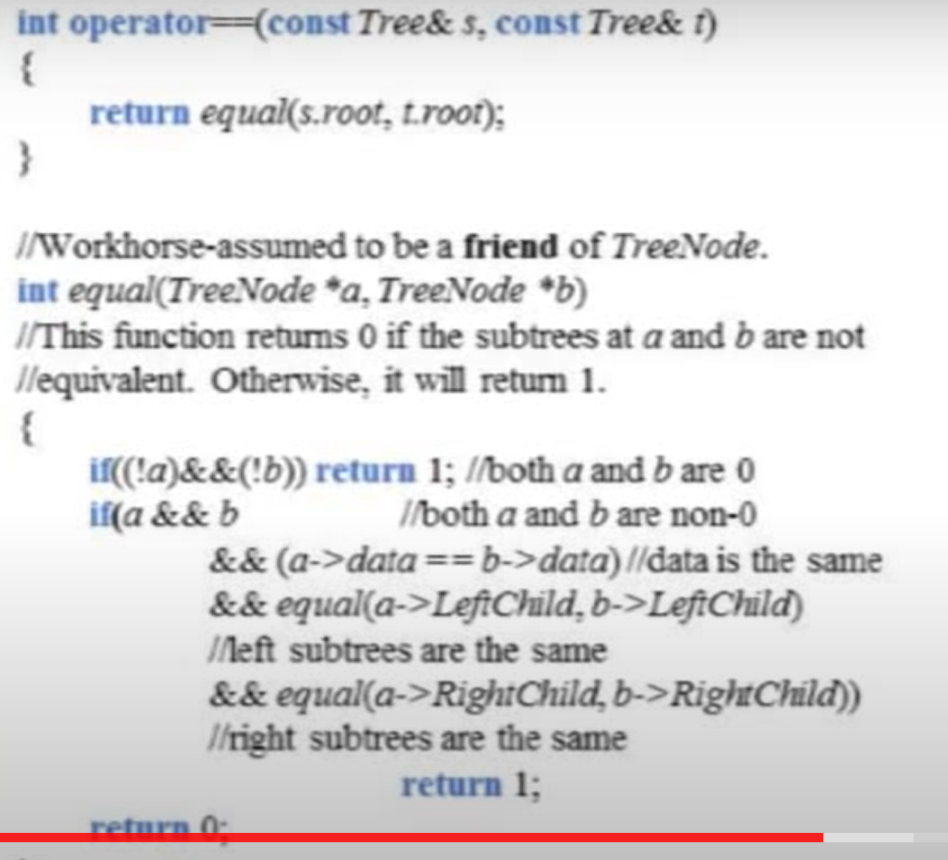 int operator==(const Tree& s, const Tree& t)
{
return equal(s.root, t.root);
}
//Workhorse-assumed to be a friend of TreeNode.
int equal(TreeNode *a, TreeNode *b)
//This function returns 0 if the subtrees at a and b are not
//equivalent. Otherwise, it will return 1.
{
if((!a)&&(!b)) return 1; //both a and b are 0
if(a && b //both a and b are non-0
&& (a->data == b->data) //data is the same
&& equal(a->LeftChild, b->LeftChild)
//left subtrees are the same
&& equal(a->RightChild, b->RightChild))
//right subtrees are the same
return 1;
return 0;